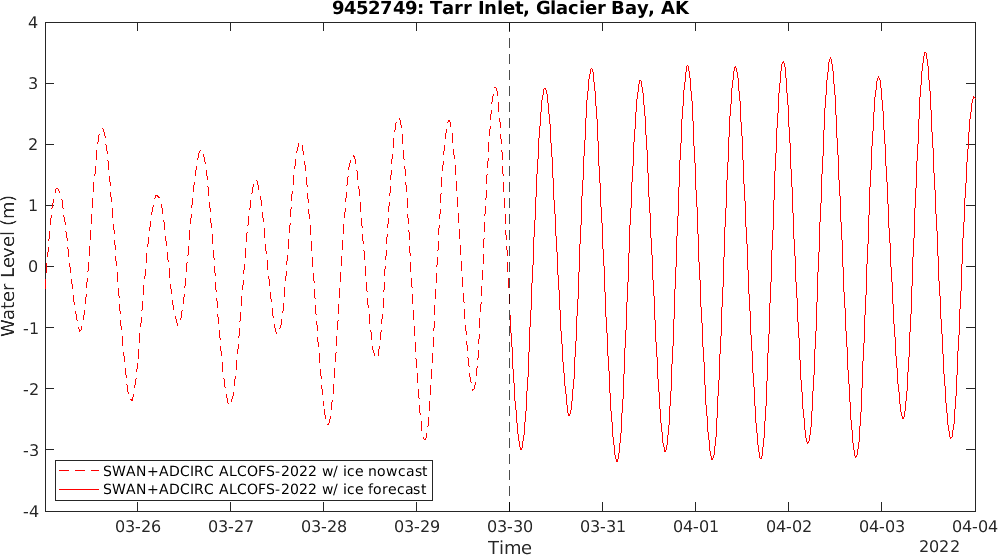 9452749: Tarr Inlet, Glacier Bay, AK
Water Level (m)
4
3
2
1
0
-1
-2
-3
-4
SWAN+ADCIRC ALCOFS-2022 w/ ice nowcast
SWAN+ADCIRC ALCOFS-2022 w/ ice forecast
03-26 03-27 03-28 03-29 03-30 03-31 04-01 04-02 04-03 04-04
Time
2022